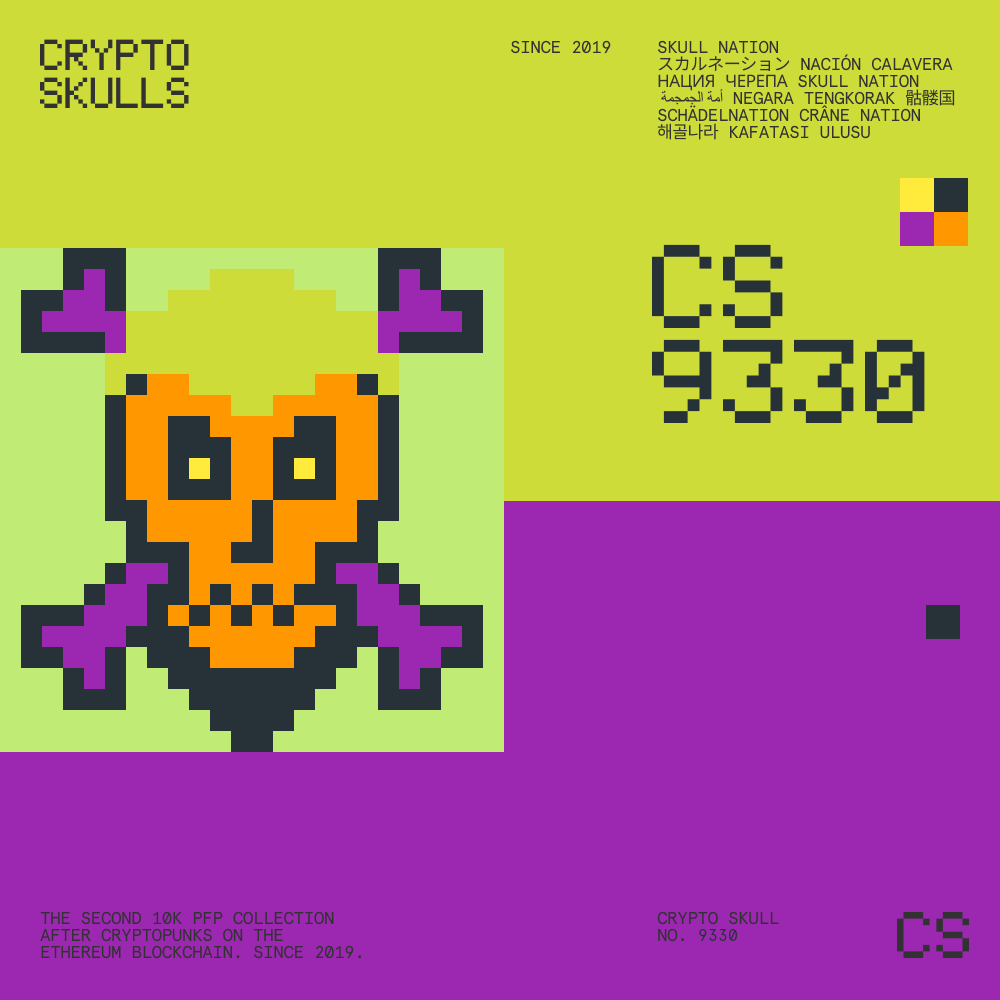 CRYPTO
SKULLS
SINCE 2019
SKULL NATION
スカルネーション NACIÓN CALAVERA
НАЦИЯ ЧЕРЕПА SKULL NATION
أمة الجمجمة NEGARA TENGKORAK 骷髅国
SCHÄDELNATION CRÂNE NATION
해골나라 KAFATASI ULUSU
CS
9330
THE SECOND 10K PFP COLLECTION
AFTER CRYPTOPUNKS ON THE
ETHEREUM BLOCKCHAIN. SINCE 2019.
CRYPTO SKULL
NO. 9330
CS